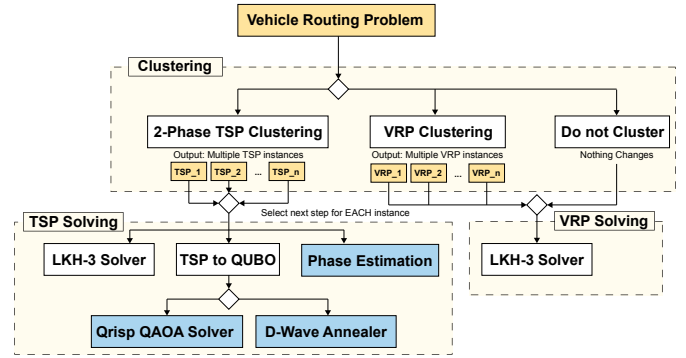 Vehicle Routing Problem
Clustering
2-Phase TSP Clustering
VRP Clustering
Do not Cluster
Output: Multiple TSP instances
Output: Multiple VRP instances
Nothing Changes
TSP_1
TSP_2
...
TSP_n
VRP_1
VRP_2
...
VRP_n
Select next step for EACH instance
TSP Solving
VRP Solving
LKH-3 Solver
TSP to QUBO
Phase Estimation
LKH-3 Solver
Qrisp QAOA Solver
D-Wave Annealer